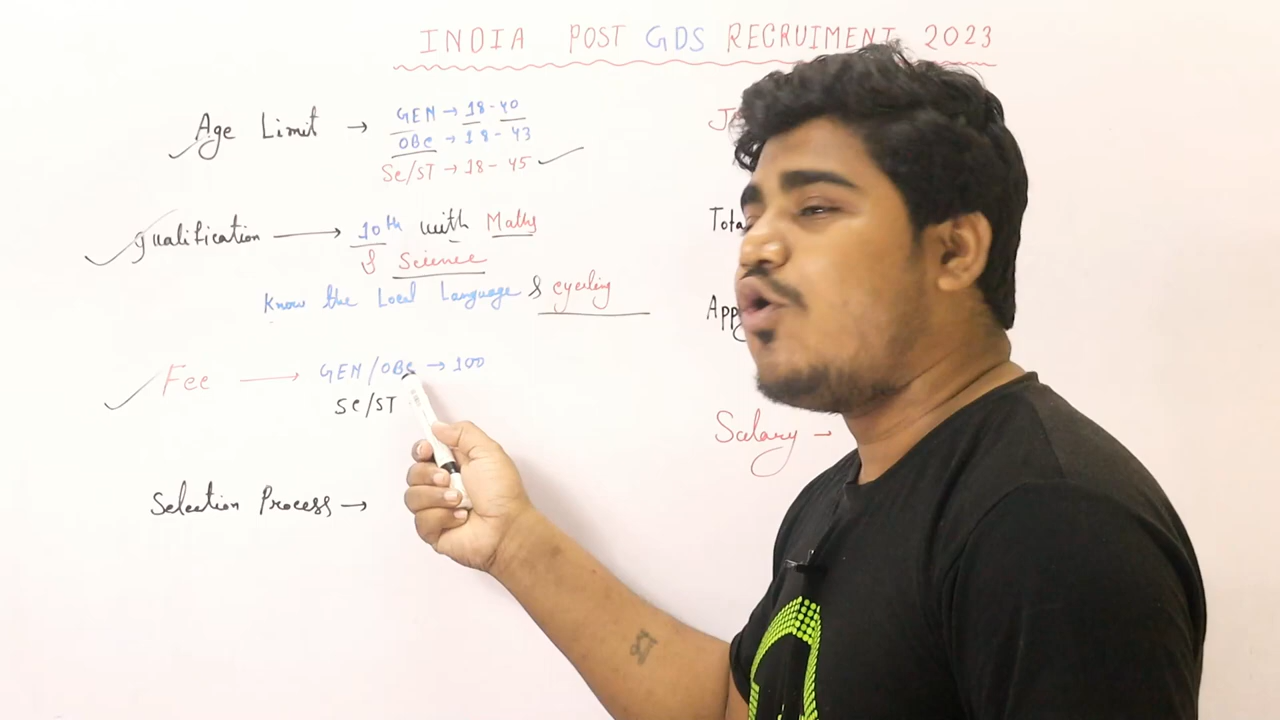 INDIA POST GDS RECRUIMENT 2023
Age Limit → GEN → 18-40
OBC → 18-43
SC/ST → 18-45
Qualification → 10th with Maths
& Science
Know the Local Language & cycling
Fee → GEN/OBC → 100
SC/ST
Selection Process →
Tota
App
Salary →